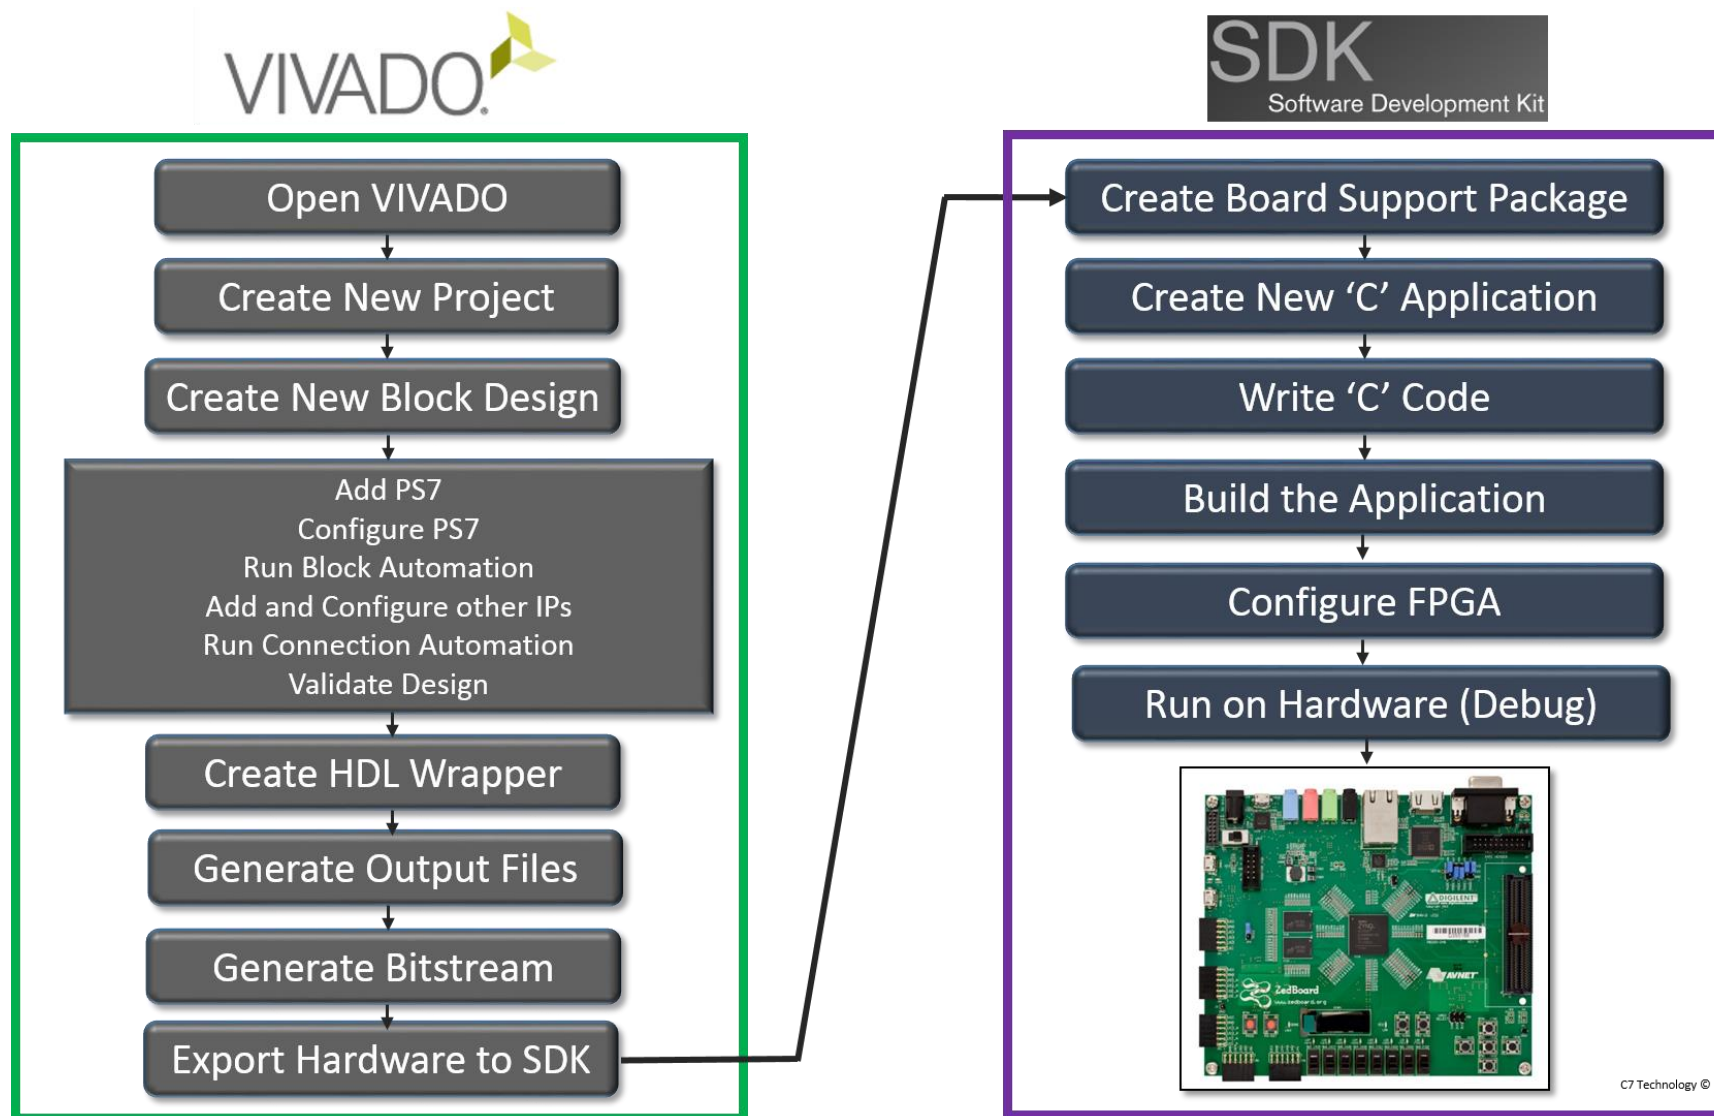 VIVADO.
Open VIVADO
Create New Project
Create New Block Design
Add PS7
Configure PS7
Run Block Automation
Add and Configure other IPs
Run Connection Automation
Validate Design
Create HDL Wrapper
Generate Output Files
Generate Bitstream
Export Hardware to SDK
SDK
Software Development Kit
Create Board Support Package
Create New ‘C’ Application
Write ‘C’ Code
Build the Application
Configure FPGA
Run on Hardware (Debug)
DIGILENT
AVNET
ZedBoard
www.zedboard.org
C7 Technology ©